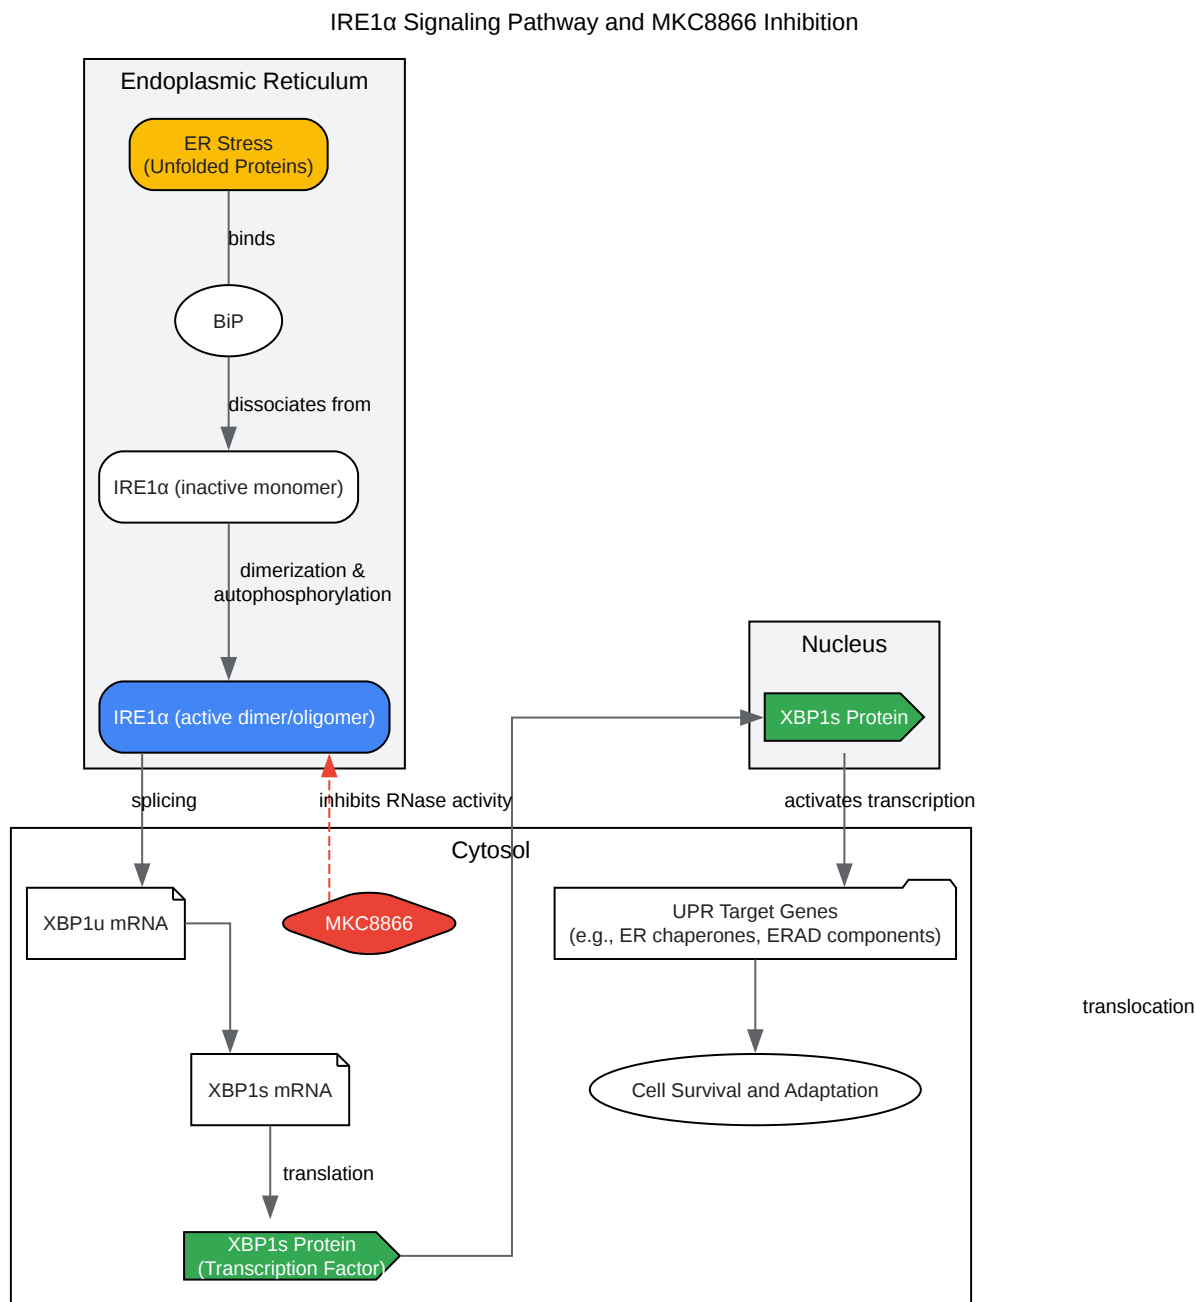 IRE1α Signaling Pathway and MKC8866 Inhibition
Endoplasmic Reticulum
ER Stress
(Unfolded Proteins)
binds
BiP
dissociates from
IRE1α (inactive monomer)
dimerization &
autophosphorylation
IRE1α (active dimer/oligomer)
splicing
inhibits RNase activity
Nucleus
XBP1s Protein
activates transcription
Cytosol
XBP1u mRNA
MKC8866
UPR Target Genes
(e.g., ER chaperones, ERAD components)
translocation
XBP1s mRNA
Cell Survival and Adaptation
translation
XBP1s Protein
(Transcription Factor)